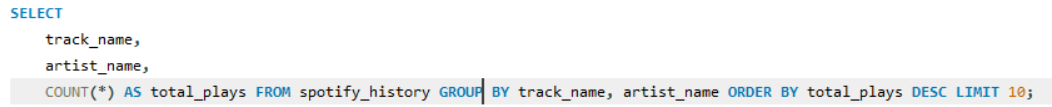 SELECT
    track_name,
    artist_name,
    COUNT(*) AS total_plays FROM spotify_history GROUP BY track_name, artist_name ORDER BY total_plays DESC LIMIT 10;